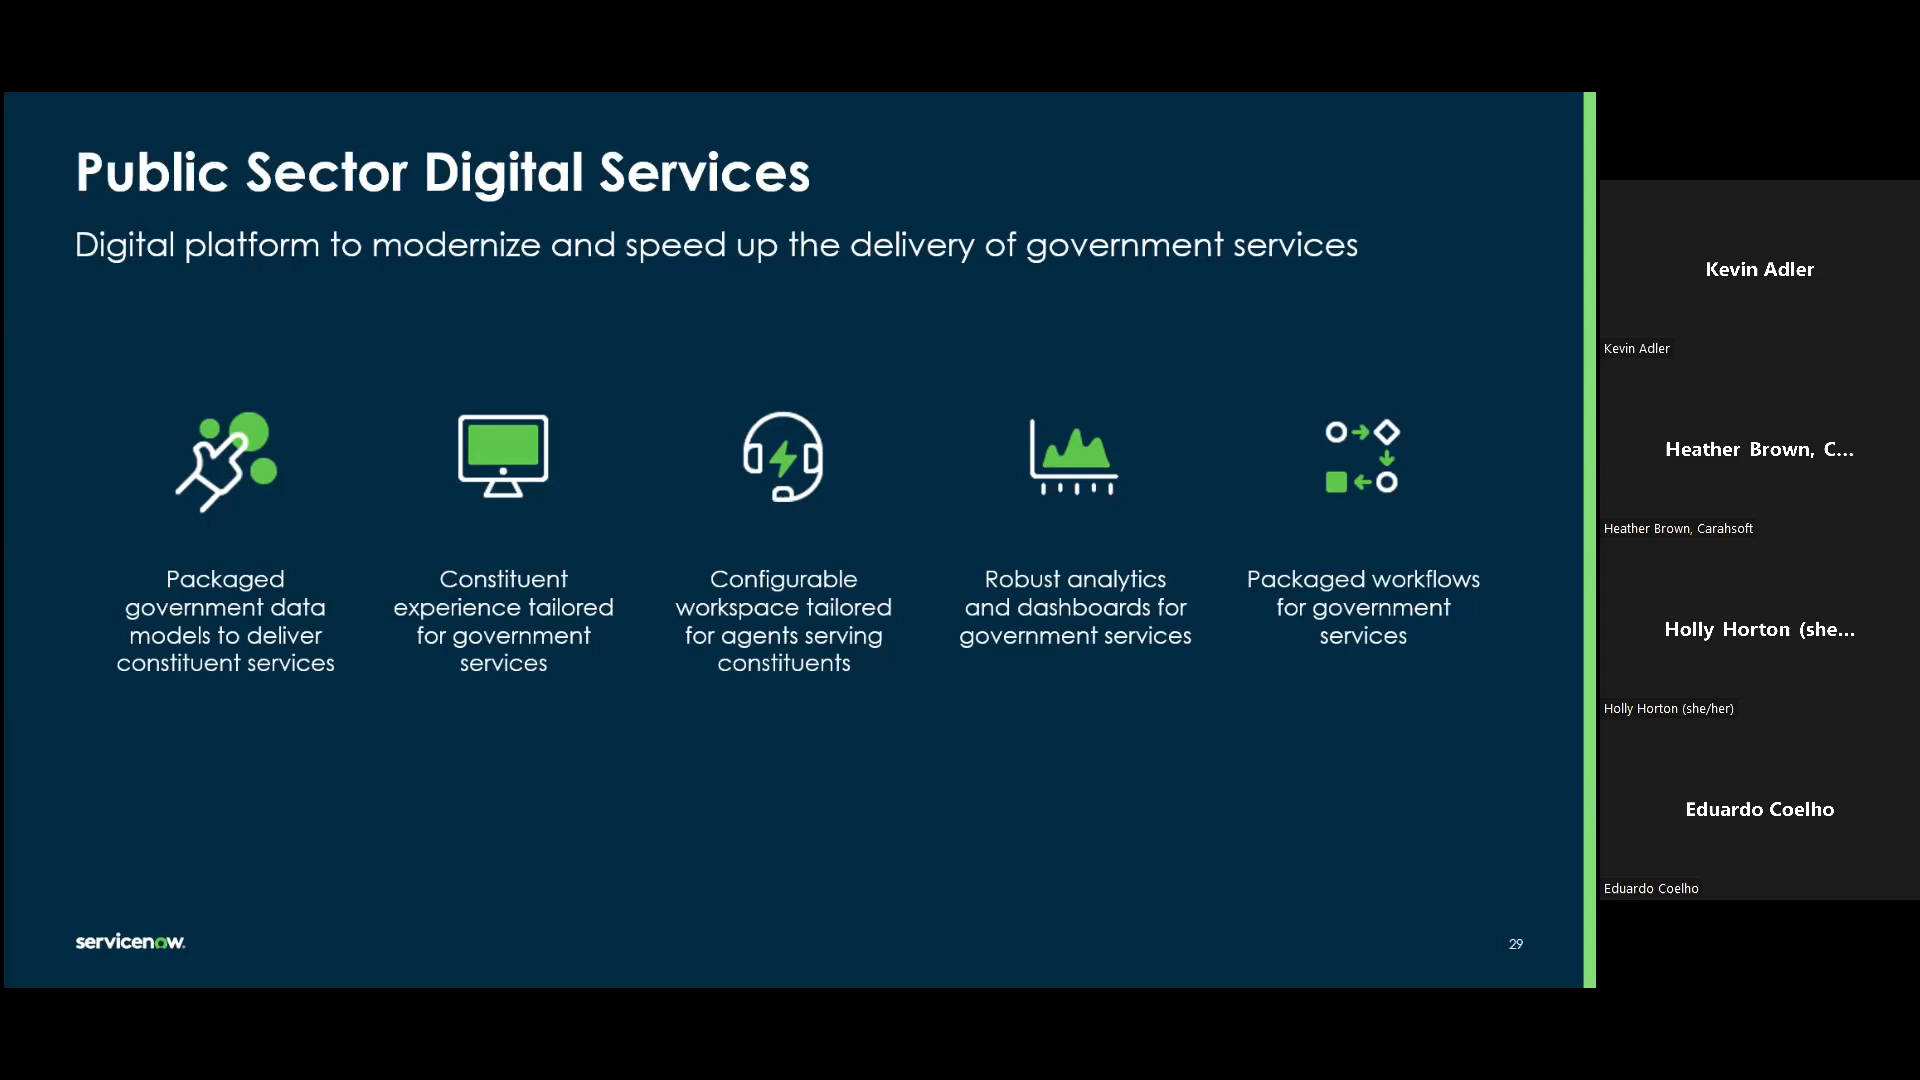 Public Sector Digital Services
Digital platform to modernize and speed up the delivery of government services
Packaged
government data
models to deliver
constituent services
Constituent
experience tailored
for government
services
Configurable
workspace tailored
for agents serving
constituents
Robust analytics
and dashboards for
government services
Packaged workflows
for government
services
servicenow.
29
Kevin Adler
Kevin Adler
Heather Brown, C...
Heather Brown, Carahsoft
Holly Horton (she...
Holly Horton (she/her)
Eduardo Coelho
Eduardo Coelho